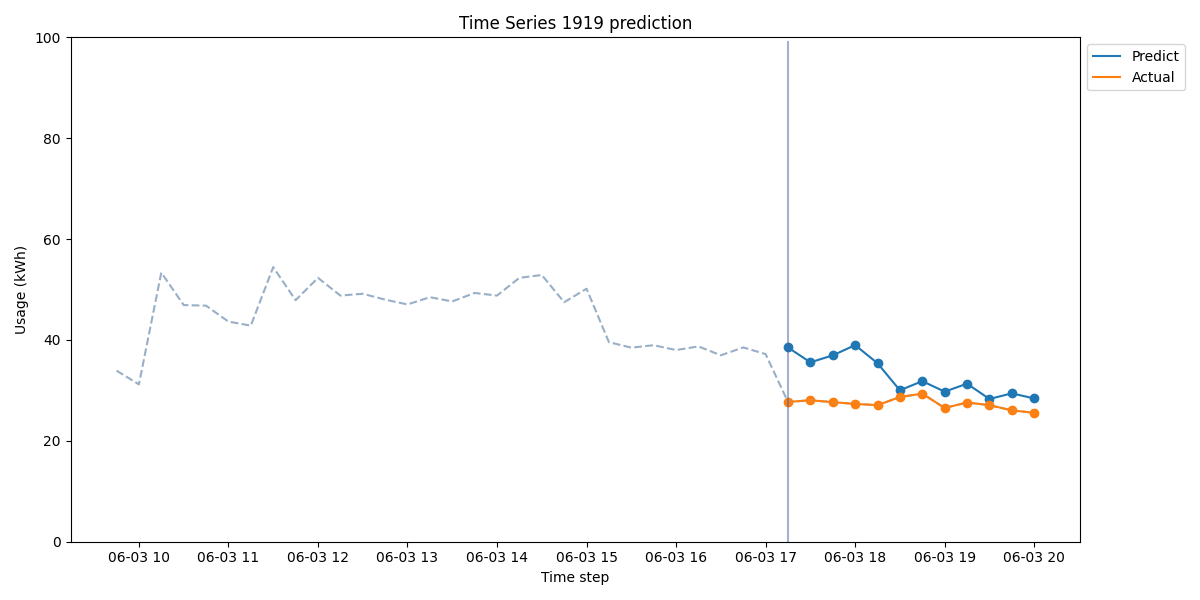 Time Series 1919 prediction
Predict
Actual
100
80
60
40
20
0
Usage (kWh)
06-03 10 06-03 11 06-03 12 06-03 13 06-03 14 06-03 15 06-03 16 06-03 17 06-03 18 06-03 19 06-03 20
Time step